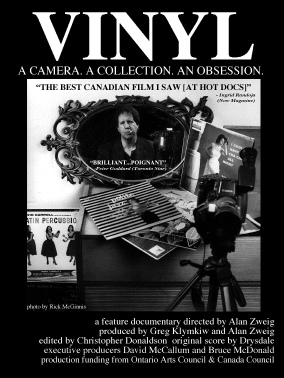 VINYL
A CAMERA. A COLLECTION. AN OBSESSION.
"THE BEST CANADIAN FILM I SAW [AT HOT DOCS]"
- Ingrid Randoja
(Now Magazine)
"BRILLIANT...POIGNANT"
- Peter Goddard (Toronto Star)
TIN PERCUSSIO
photo by Rick McGinnis
a feature documentary directed by Alan Zweig
produced by Greg Klymkiw and Alan Zweig
edited by Christopher Donaldson original score by Drysdale
executive producers David McCallum and Bruce McDonald
production funding from Ontario Arts Council & Canada Council